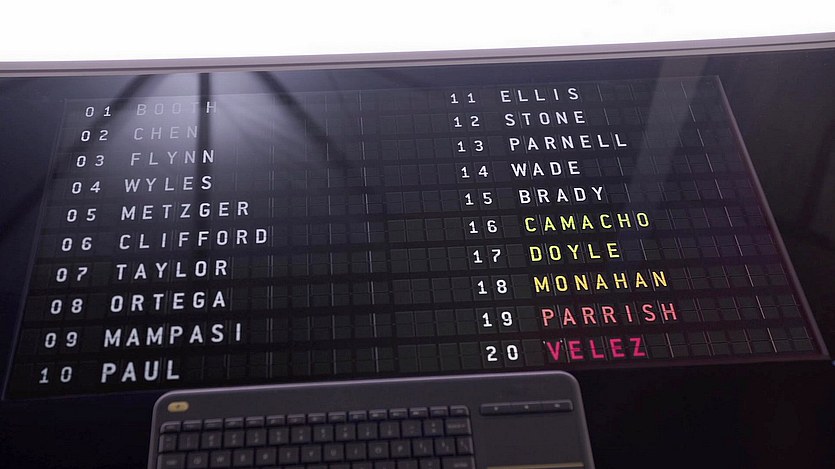 01 BOOTH
02 CHEN
03 FLYNN
04 WYLES
05 METZGER
06 CLIFFORD
07 TAYLOR
08 ORTEGA
09 MAMPASI
10 PAUL
11 ELLIS
12 STONE
13 PARNELL
14 WADE
15 BRADY
16 CAMACHO
17 DOYLE
18 MONAHAN
19 PARRISH
20 VELEZ